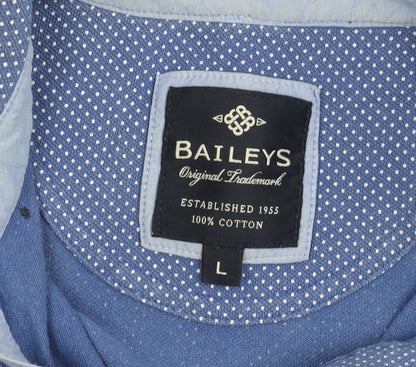 BAILEYS
Original Trademark
ESTABLISHED 1955
100% COTTON
L